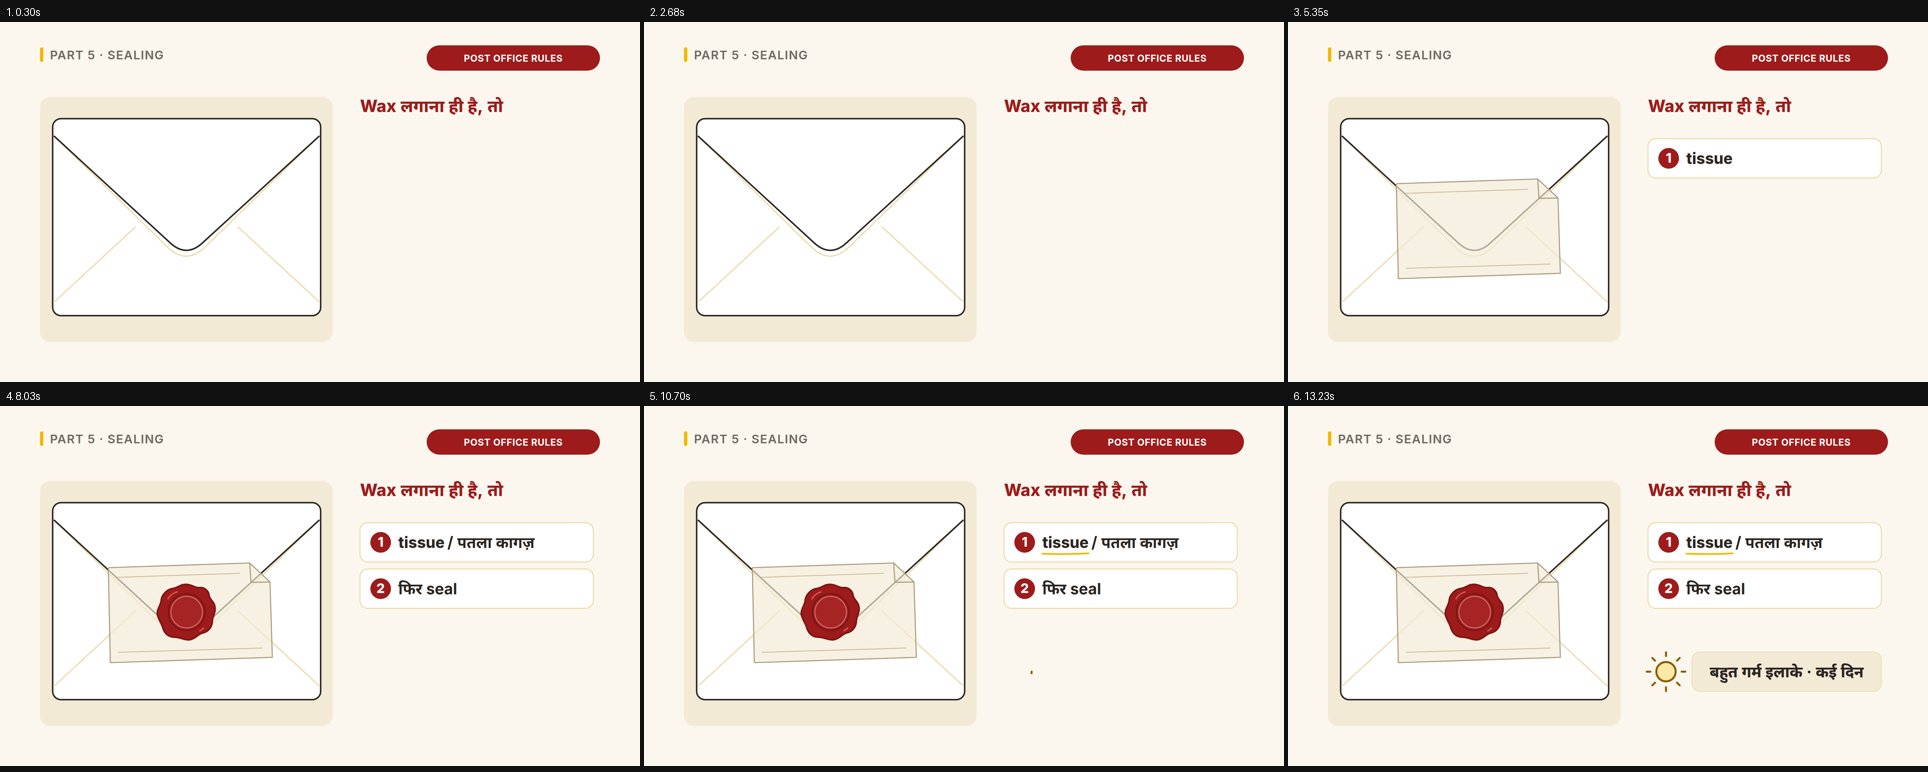 1. 0.30s
PART 5 · SEALING
POST OFFICE RULES
Wax लगाना ही है, तो
2. 2.68s
PART 5 · SEALING
POST OFFICE RULES
Wax लगाना ही है, तो
3. 5.35s
PART 5 · SEALING
POST OFFICE RULES
Wax लगाना ही है, तो
1 tissue
4. 8.03s
PART 5 · SEALING
POST OFFICE RULES
Wax लगाना ही है, तो
1 tissue / पतला कागज़
2 फिर seal
5. 10.70s
PART 5 · SEALING
POST OFFICE RULES
Wax लगाना ही है, तो
1 tissue / पतला कागज़
2 फिर seal
6. 13.23s
PART 5 · SEALING
POST OFFICE RULES
Wax लगाना ही है, तो
1 tissue / पतला कागज़
2 फिर seal
बहुत गर्म इलाके · कई दिन